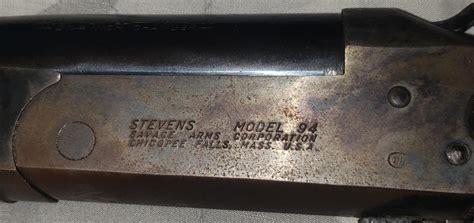 STEVENS MODEL 94
SAVAGE ARMS CORPORATION
CHICOPEE FALLS, MASS. U.S.A.